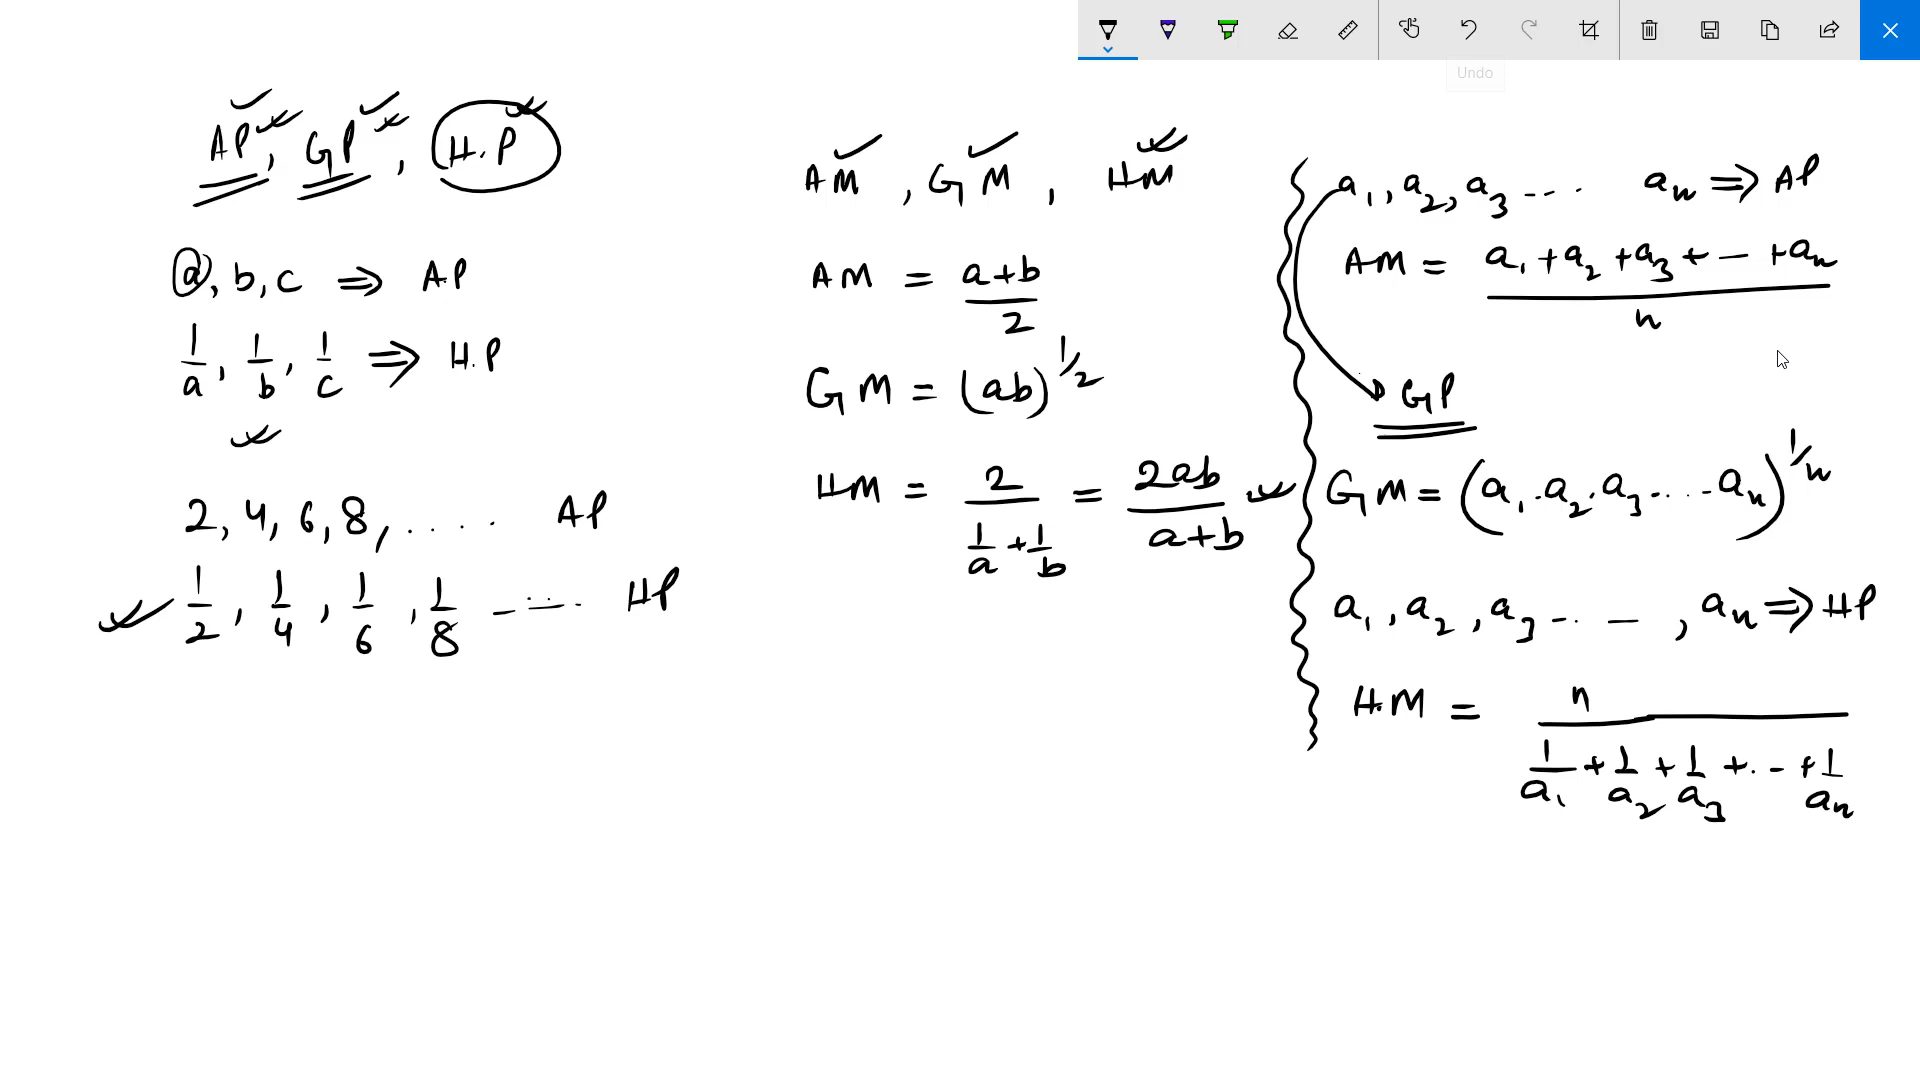 Undo
AP, GP, H.P
a, b, c ⇒ A.P
1/a, 1/b, 1/c ⇒ H.P
2, 4, 6, 8, ..... AP
1/2, 1/4, 1/6, 1/8 -.... HP
AM, GM, HM
AM = a+b/2
GM = (ab)^1/2
HM = 2/(1/a + 1/b) = 2ab/a+b
a₁, a₂, a₃ --.. aₙ ⇒ AP
AM = a₁+a₂+a₃+-- +aₙ/n
GP
GM = (a₁.a₂.a₃.....aₙ)^1/n
a₁, a₂, a₃ -..-, aₙ ⇒ HP
H.M = n/(1/a₁ + 1/a₂ + 1/a₃ +..- + 1/aₙ)